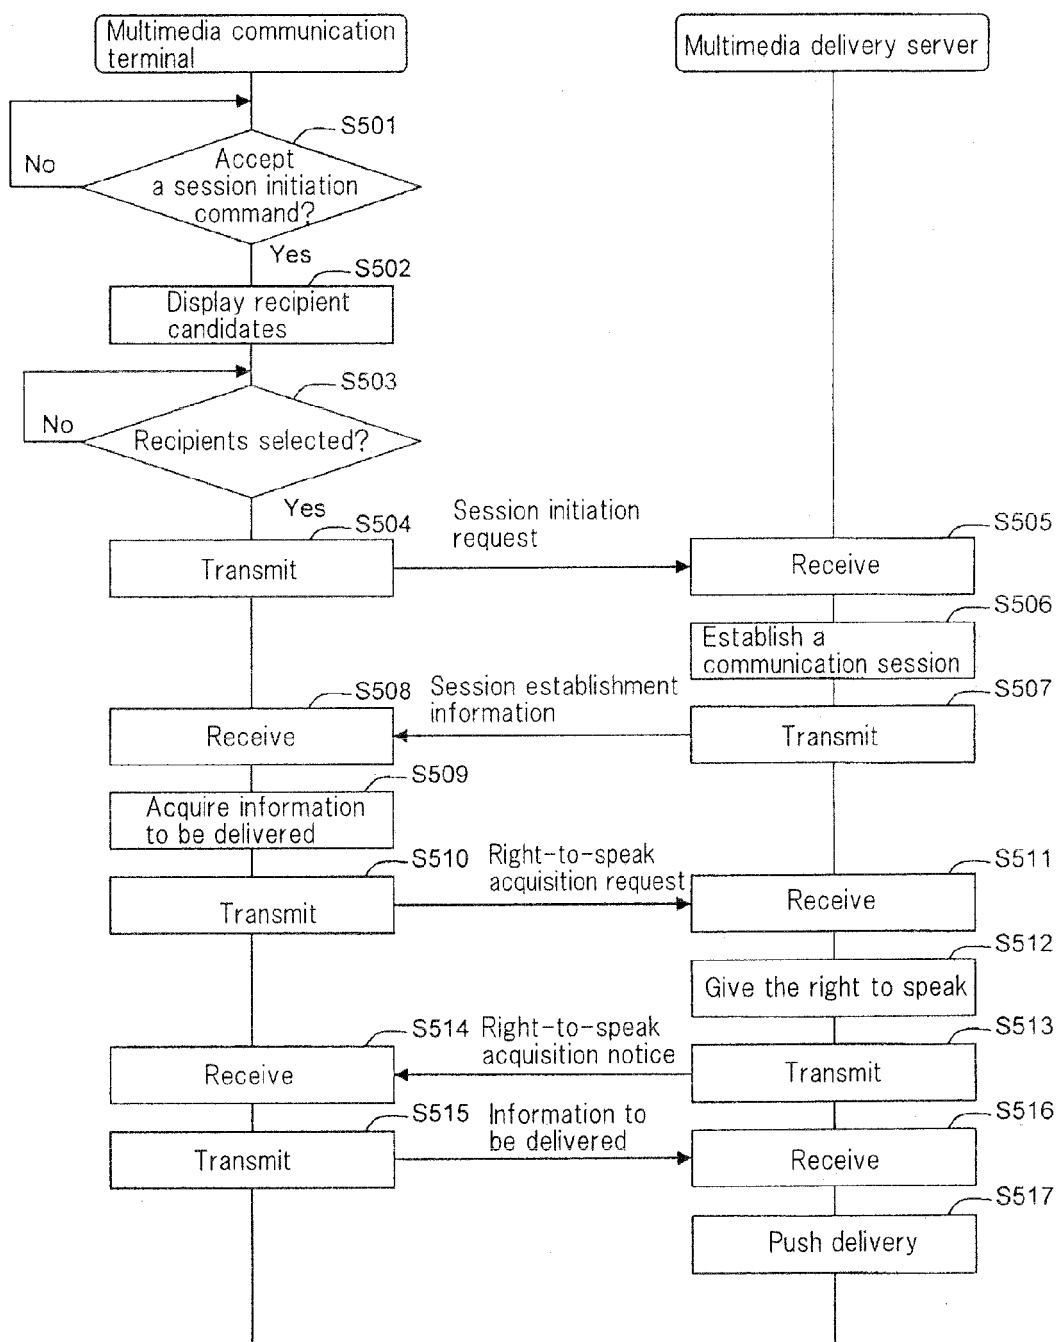 Multimedia communication
terminal
Multimedia delivery server
S501
No
Accept
a session initiation
command?
Yes
S502
Display recipient
candidates
S503
No
Recipients selected?
Yes
S504
Session initiation
request
S505
Transmit
Receive
S506
Establish a
communication session
S508
Session establishment
information
S507
Receive
Transmit
S509
Acquire information
to be delivered
S510
Right-to-speak
acquisition request
S511
Transmit
Receive
S512
Give the right to speak
S514
Right-to-speak
acquisition notice
S513
Receive
Transmit
S515
Information to
be delivered
S516
Transmit
Receive
S517
Push delivery